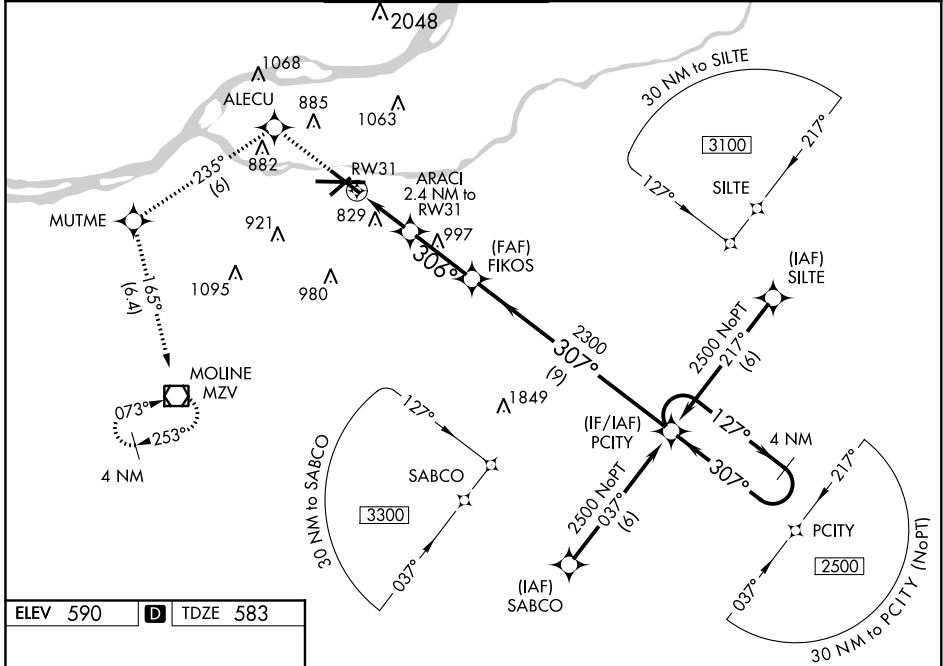 2048
1068
ALECU
885
1063
882
235°
(6)
RW31
ARACI
2.4 NM to
RW31
829
997
MUTME
921
306°
(FAF)
FIKOS
1095
980
165°
(6.4)
MOLINE
MZV
073°
253°
4 NM
30 NM to SILTE
3100
217°
127°
SILTE
(IAF)
SILTE
2500 NoPT
217°
(6)
2300
307°
(9)
1849
(IF/IAF)
PCITY
127°
4 NM
307°
127°
SABCO
30 NM to SABCO
3300
037°
2500 NoPT
037°
(6)
(IAF)
SABCO
217°
PCITY
2500
037°
30 NM to PCITY (NoPT)
ELEV 590 D TDZE 583